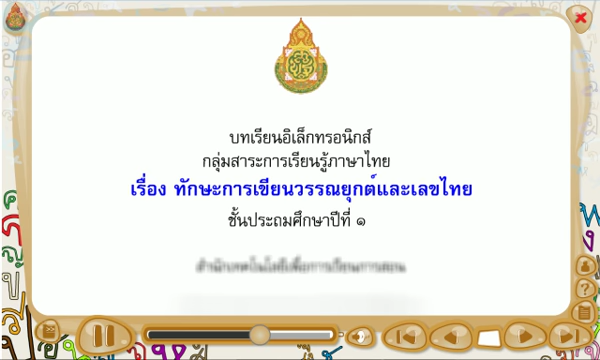 บทเรียนอิเล็กทรอนิกส์
กลุ่มสาระการเรียนรู้ภาษาไทย
เรื่อง ทักษะการเขียนวรรณยุกต์และเลขไทย
ชั้นประถมศึกษาปีที่ ๑